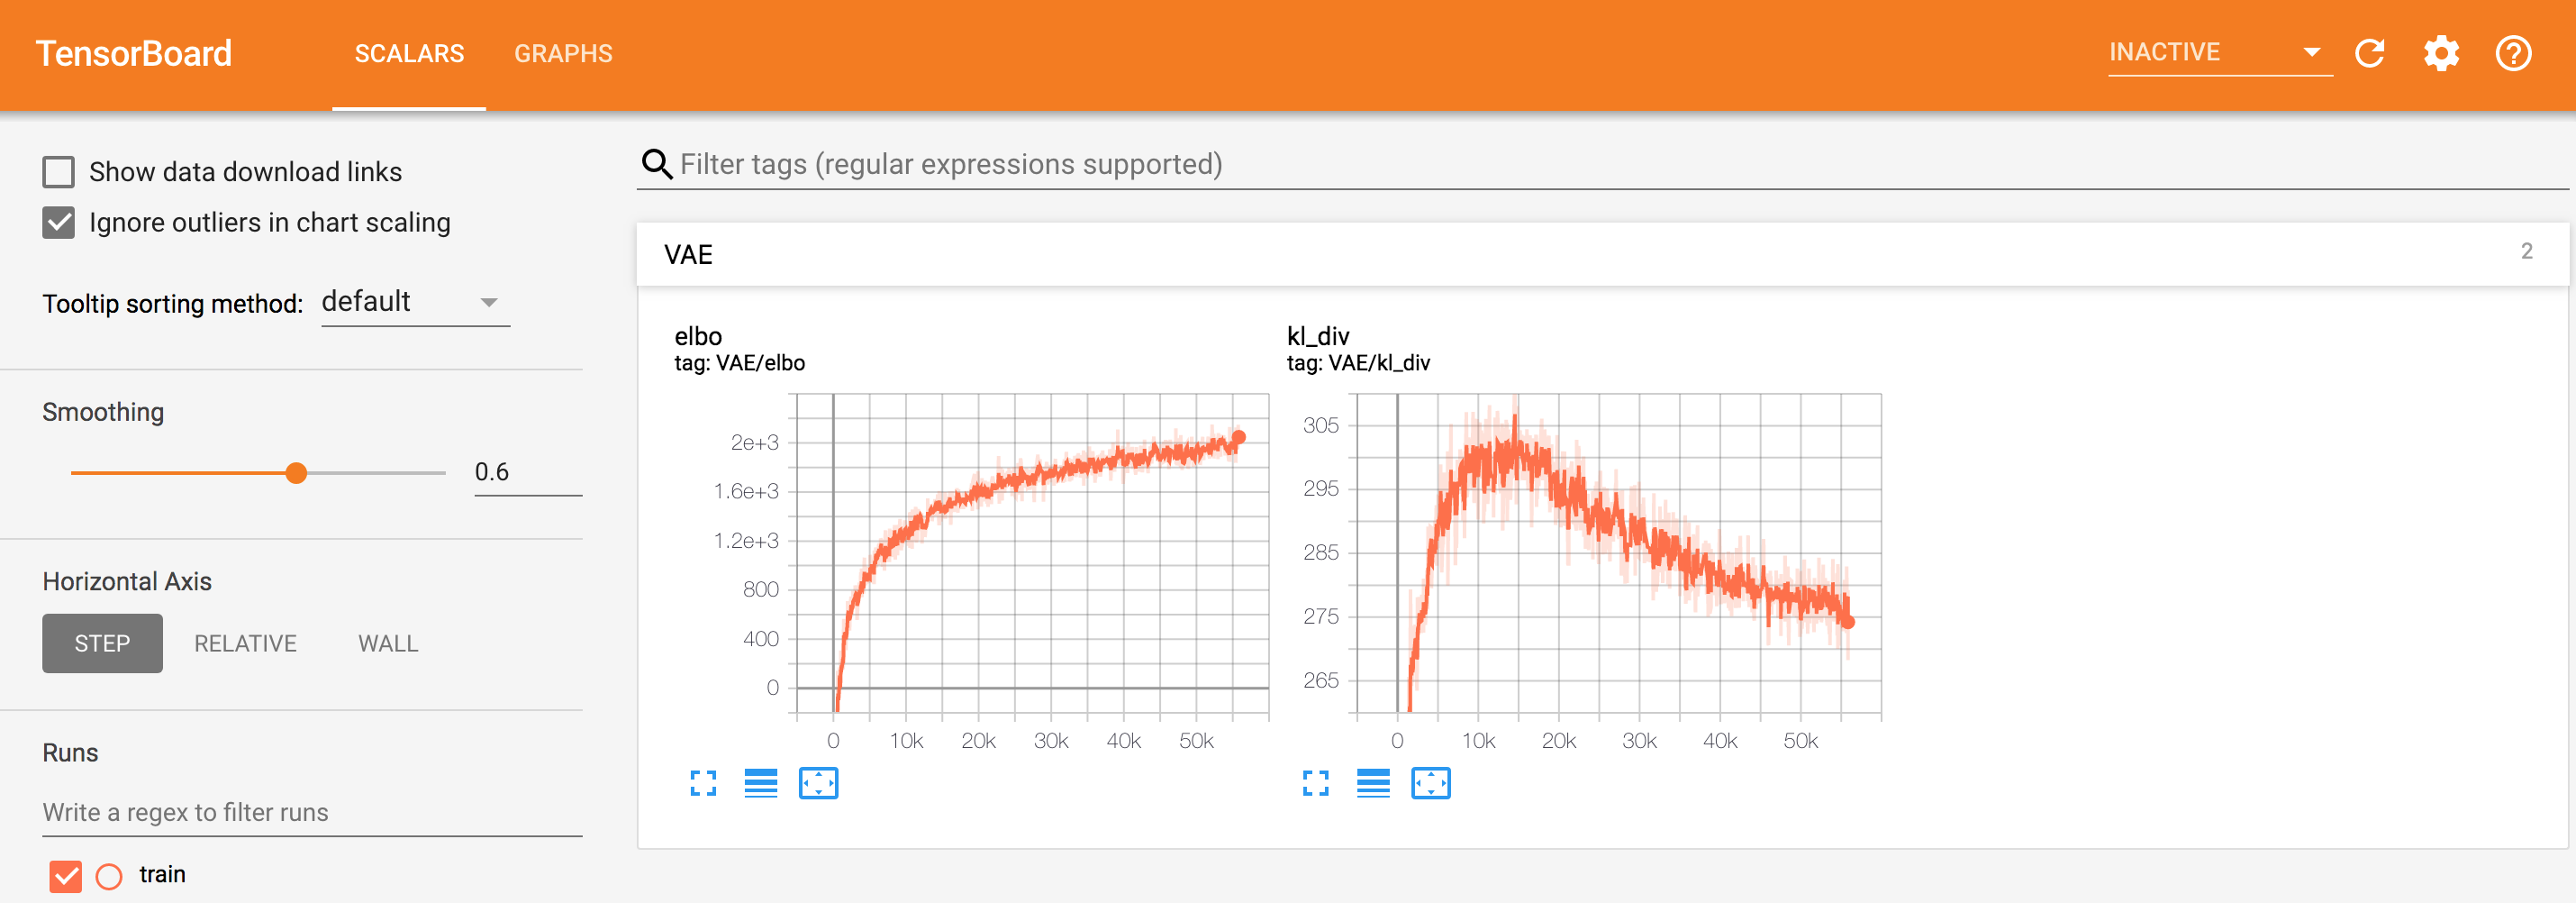 TensorBoard SCALARS GRAPHS INACTIVE
Show data download links
Ignore outliers in chart scaling
Tooltip sorting method: default
Smoothing
0.6
Horizontal Axis
STEP RELATIVE WALL
Runs
Write a regex to filter runs
train
Filter tags (regular expressions supported)
VAE 2
elbo
tag: VAE/elbo
2e+3
1.6e+3
1.2e+3
800
400
0
0 10k 20k 30k 40k 50k
kl_div
tag: VAE/kl_div
305
295
285
275
265
0 10k 20k 30k 40k 50k